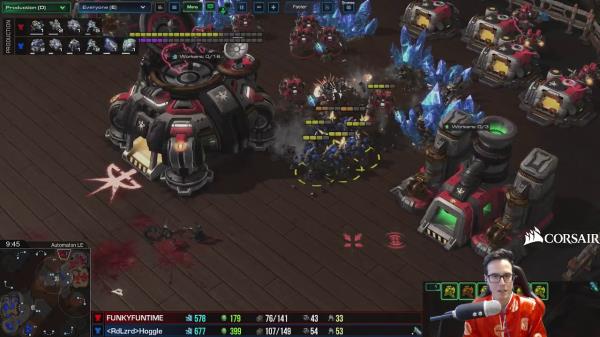 Production (D)
Everyone (E)
Menu
Faster
PRODUCTION
Workers: 0/16
Workers: 0/3
CORSAIR
9:45
Automaton LE
FUNKYFUNTIME 578 179 76/141 43 33
<RdLzrd>Hoggle 677 399 107/149 54 53